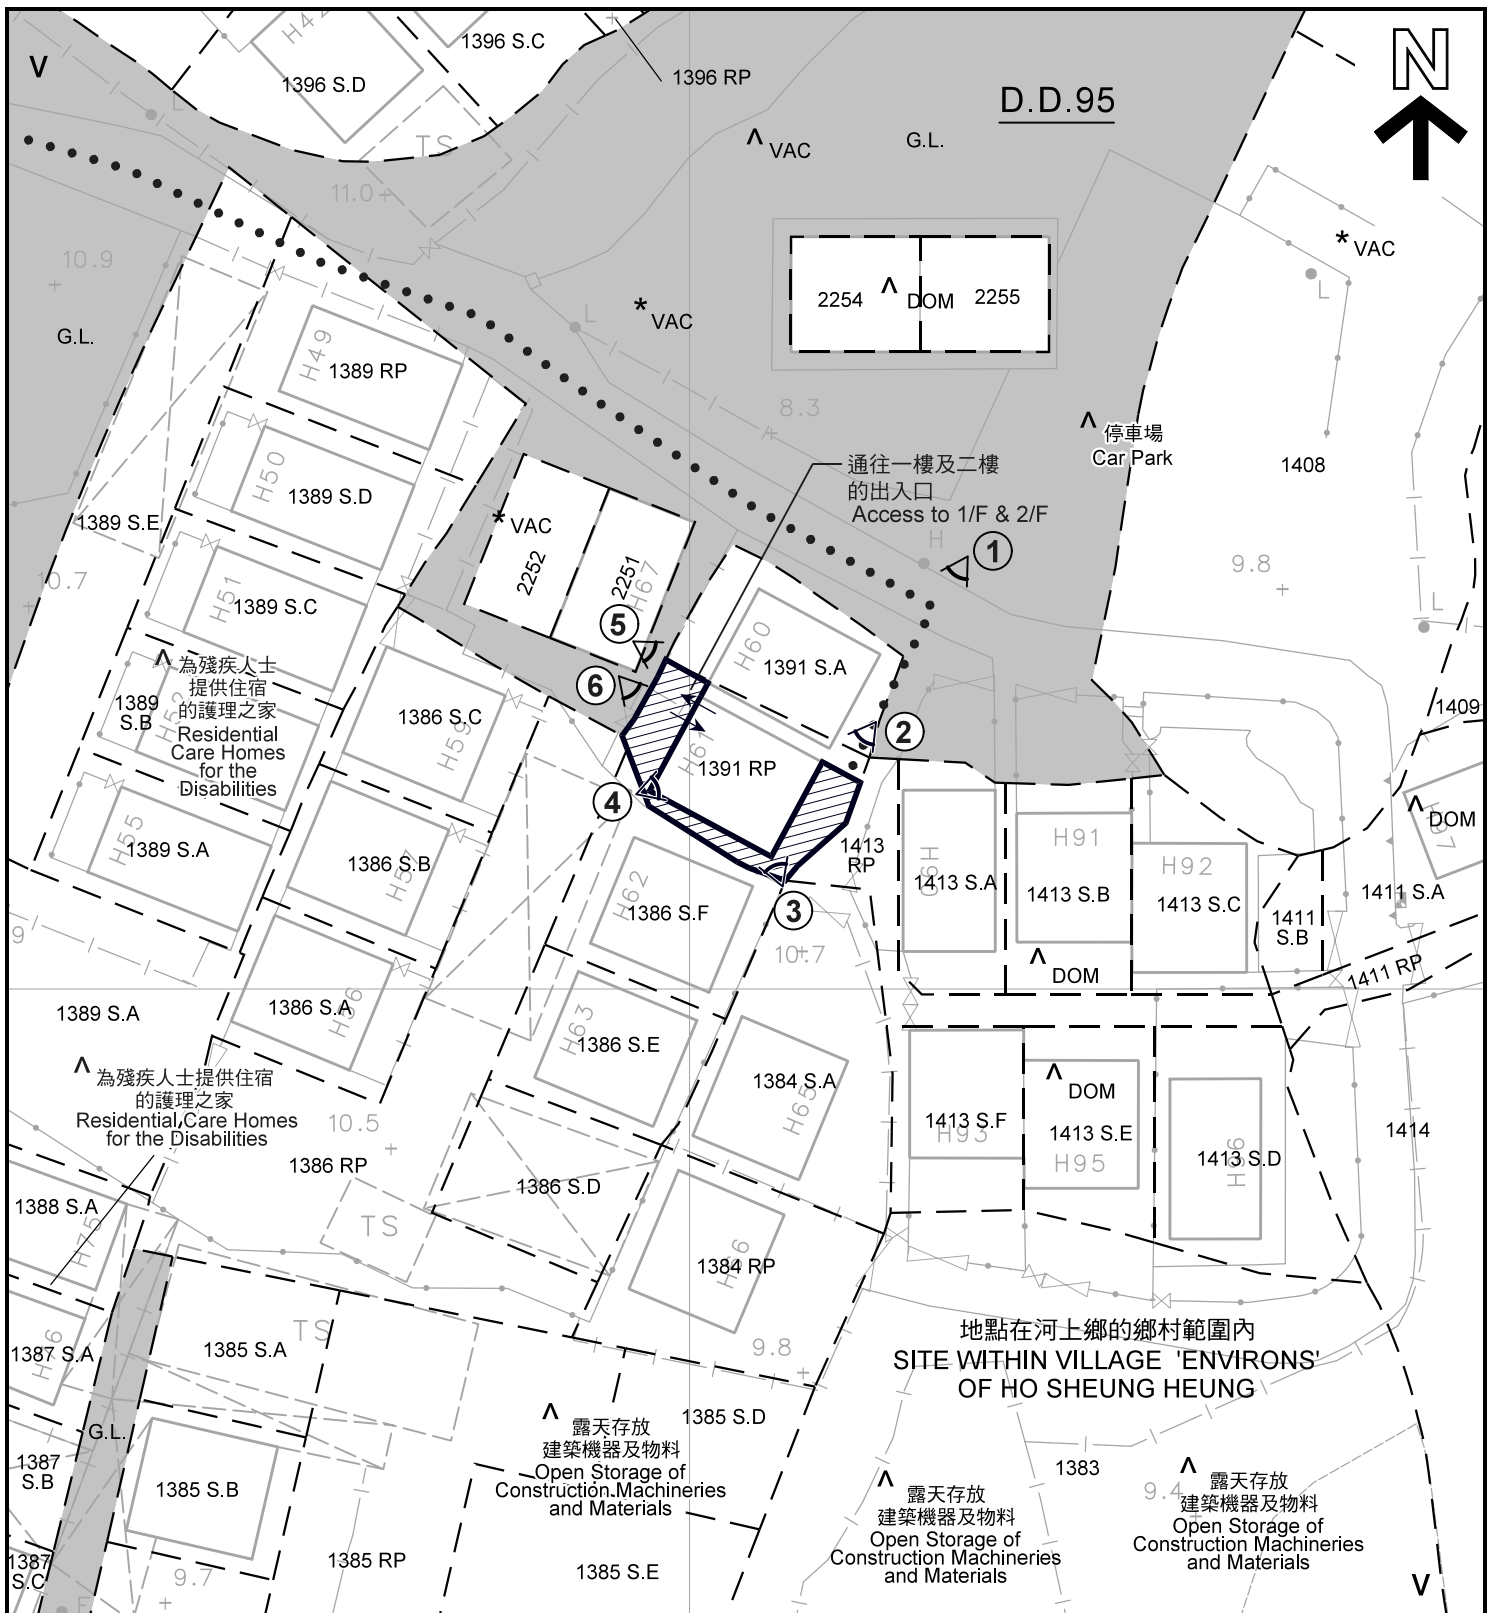 1396 S.C
H42
V
1396 S.D
1396 RP
N
D.D.95
L
TS
VAC
G.L.
11.0
10.9
* VAC
L
2254
DOM
2255
L
* VAC
G.L.
H49
1389 RP
8.3
停車場
Car Park
1408
H50
1389 S.D
通往一樓及二樓
的出入口
Access to 1/F & 2/F
1389 S.E
* VAC
2252
2251
H67
H
1
9.8
10.7
H51
1389 S.C
L
5
H60
1391 S.A
為殘疾人士
提供住宿
的護理之家
Residential
Care Homes
for the
Disabilities
6
1389
S.B
H53
1386 S.C
H59
1409
2
H61
1391 RP
4
H55
1389 S.A
1386 S.B
H57
1413
RP
H90
1413 S.A
H91
1413 S.B
H92
1413 S.C
DOM
H62
1386 S.F
3
1411 S.A
1411
S.B
9
10.7
DOM
1411 RP
1389 S.A
1386 S.A
H56
H63
1386 S.E
為殘疾人士提供住宿
的護理之家
Residential Care Homes
for the Disabilities
10.5
1384 S.A
H65
DOM
1413 S.F
H93
1413 S.E
H95
1413 S.D
H96
1414
1386 RP
1386 S.D
1388 S.A
H75
TS
1384 RP
H66
1387 S.A
H76
1385 S.A
TS
9.8
地點在河上鄉的鄉村範圍內
SITE WITHIN VILLAGE 'ENVIRONS'
OF HO SHEUNG HEUNG
G.L.
露天存放
建築機器及物料
Open Storage of
Construction Machineries
and Materials
1385 S.D
1387
S.B
1385 S.B
1383
露天存放
建築機器及物料
Open Storage of
Construction Machineries
and Materials
9.4
露天存放
建築機器及物料
Open Storage of
Construction Machineries
and Materials
1387
S.C
9.7
1385 RP
1385 S.E
V